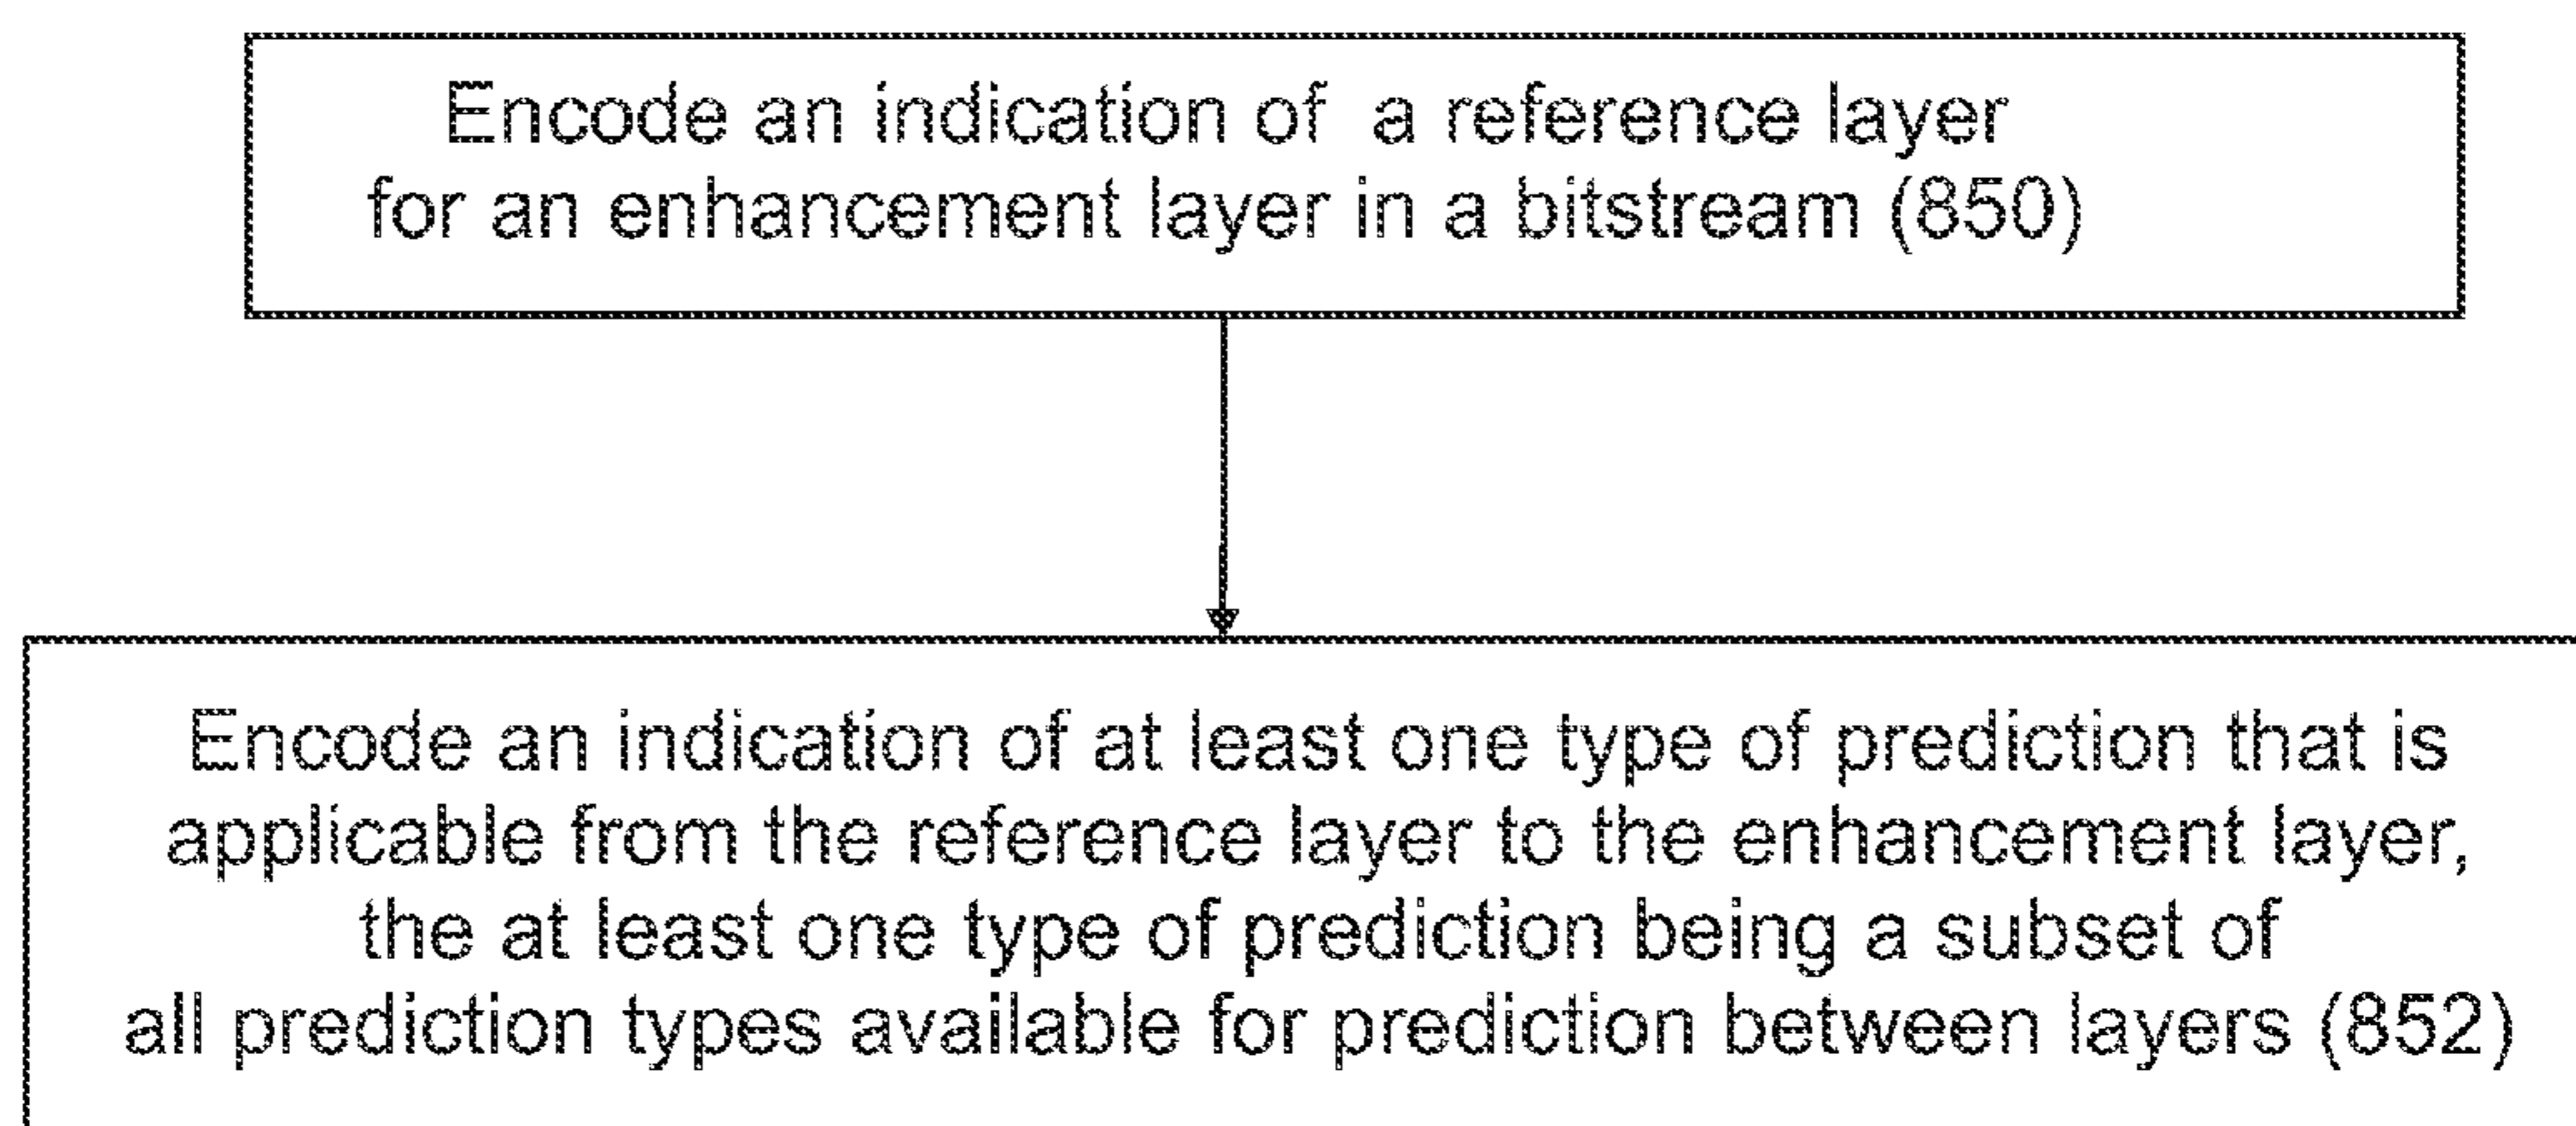 Encode an indication of a reference layer
for an enhancement layer in a bitstream (850)
Encode an indication of at least one type of prediction that is
applicable from the reference layer to the enhancement layer,
the at least one type of prediction being a subset of
all prediction types available for prediction between layers (852)